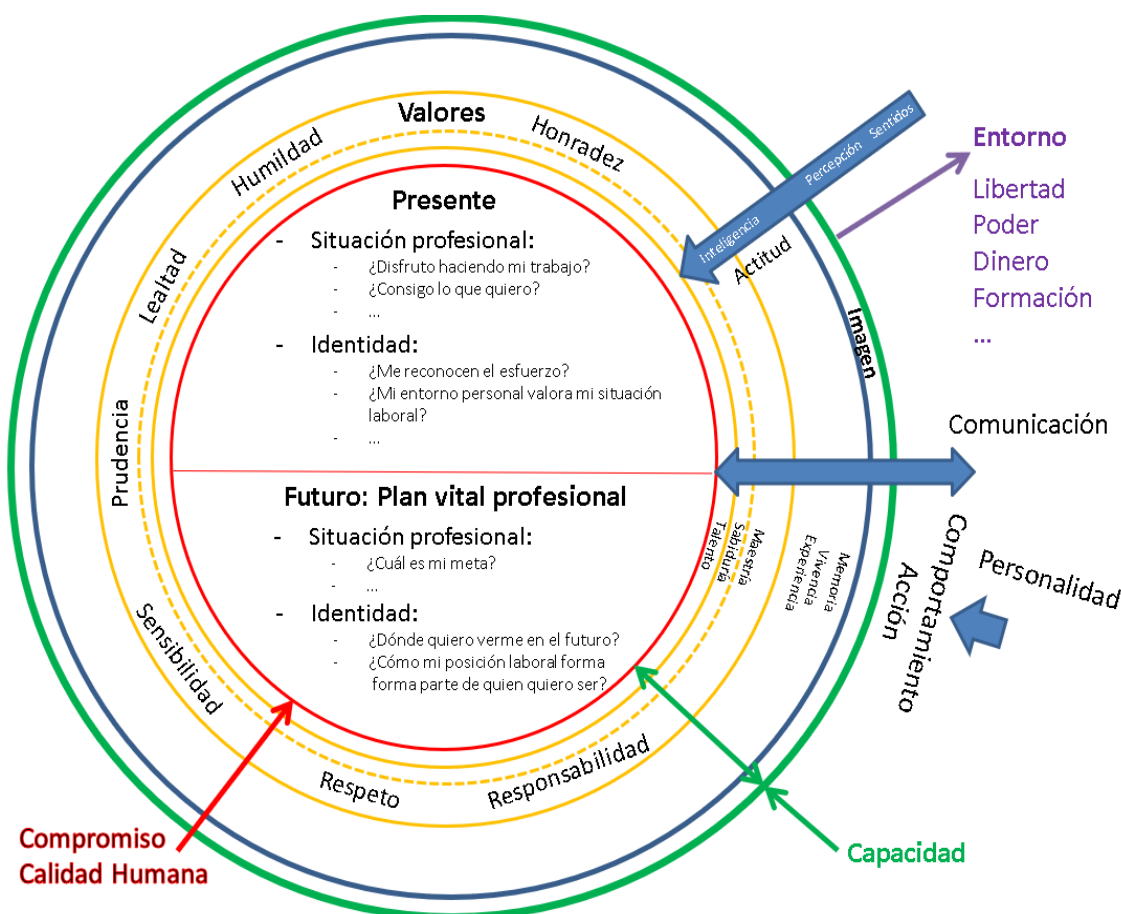 Valores
Humildad
Honradez
Lealtad
Prudencia
Sensibilidad
Respeto
Responsabilidad
Actitud
Inteligencia Percepción Sentidos
Imagen
Presente
- Situación profesional:
- ¿Disfruto haciendo mi trabajo?
- ¿Consigo lo que quiero?
- ...
- Identidad:
- ¿Me reconocen el esfuerzo?
- ¿Mi entorno personal valora mi situación
laboral?
- ...
Futuro: Plan vital profesional
- Situación profesional:
- ¿Cuál es mi meta?
- ...
- Identidad:
- ¿Dónde quiero verme en el futuro?
- ¿Cómo mi posición laboral forma
forma parte de quien quiero ser?
Talento
Sabiduría
Maestría
Experiencia
Vivencia
Memoria
Entorno
Libertad
Poder
Dinero
Formación
...
Comunicación
Comportamiento
Acción
Personalidad
Compromiso
Calidad Humana
Capacidad